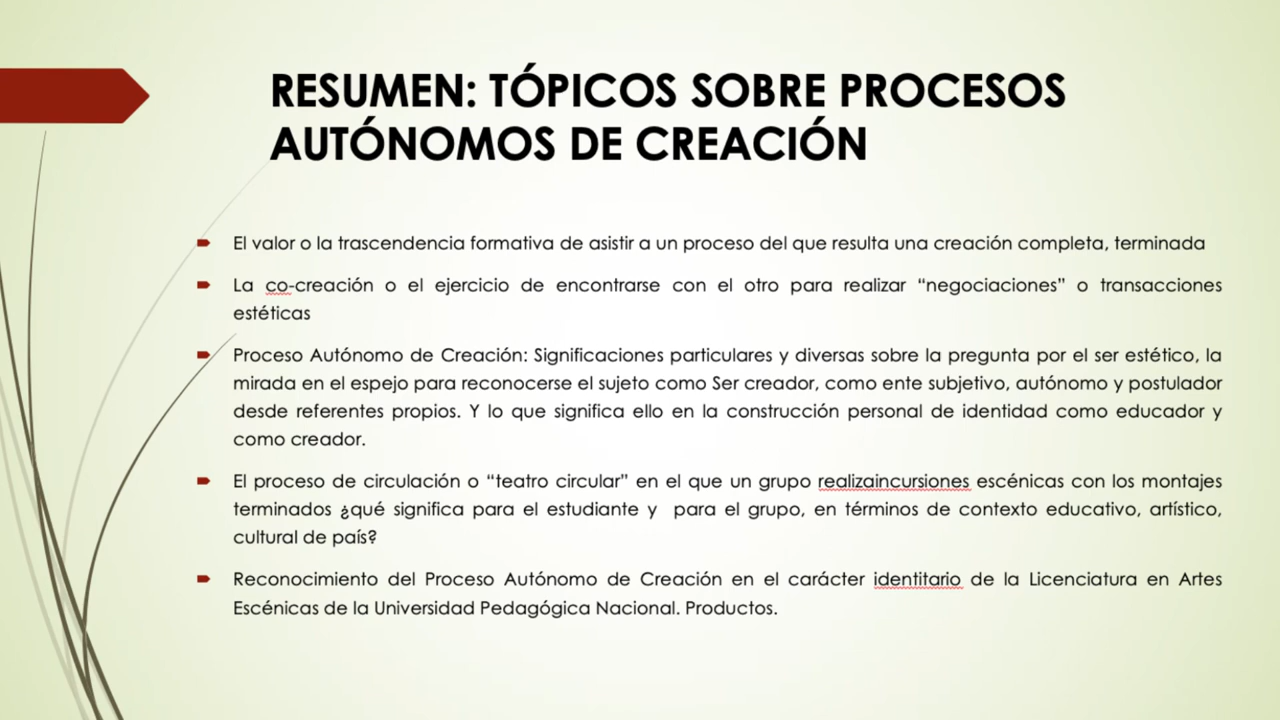 RESUMEN: TÓPICOS SOBRE PROCESOS
AUTÓNOMOS DE CREACIÓN
El valor o la trascendencia formativa de asistir a un proceso del que resulta una creación completa, terminada
La co-creación o el ejercicio de encontrarse con el otro para realizar “negociaciones” o transacciones
estéticas
Proceso Autónomo de Creación: Significaciones particulares y diversas sobre la pregunta por el ser estético, la
mirada en el espejo para reconocerse el sujeto como Ser creador, como ente subjetivo, autónomo y postulador
desde referentes propios. Y lo que significa ello en la construcción personal de identidad como educador y
como creador.
El proceso de circulación o “teatro circular” en el que un grupo realizaincursiones escénicas con los montajes
terminados ¿qué significa para el estudiante y  para el grupo, en términos de contexto educativo, artístico,
cultural de país?
Reconocimiento del Proceso Autónomo de Creación en el carácter identitario de la Licenciatura en Artes
Escénicas de la Universidad Pedagógica Nacional. Productos.